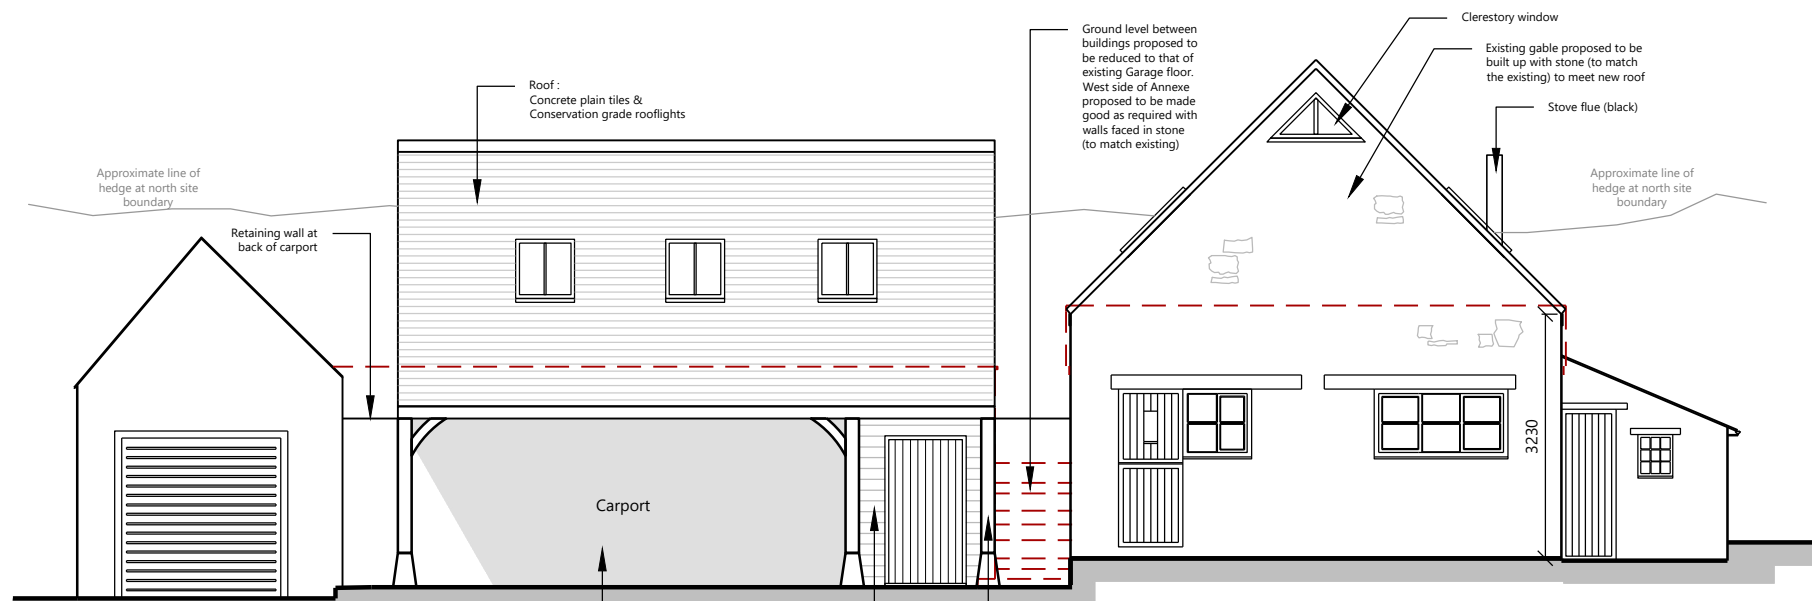 Clerestory window
Ground level between
buildings proposed to
be reduced to that of
existing Garage floor.
West side of Annexe
proposed to be made
good as required with
walls faced in stone
(to match existing)
Existing gable proposed to be
built up with stone (to match
the existing) to meet new roof
Roof :
Concrete plain tiles &
Conservation grade rooflights
Stove flue (black)
Approximate line of
hedge at north site
boundary
Approximate line of
hedge at north site
boundary
Retaining wall at
back of carport
3230
Carport